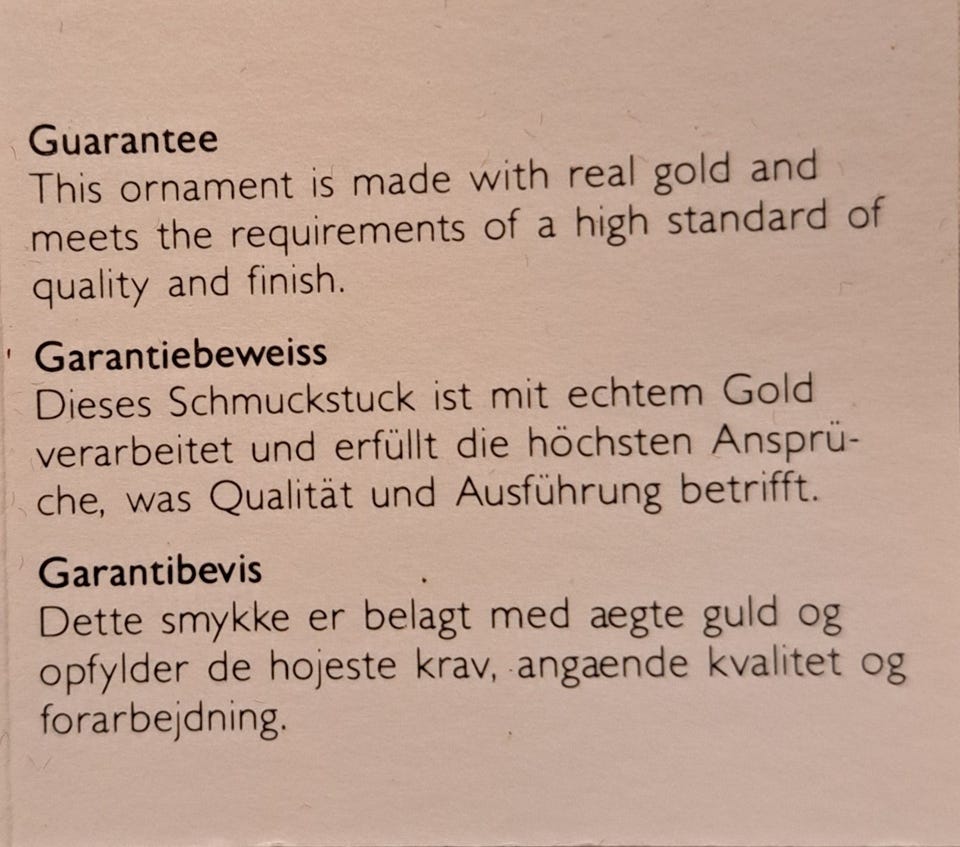 Guarantee
This ornament is made with real gold and
meets the requirements of a high standard of
quality and finish.
Garantiebeweiss
Dieses Schmuckstuck ist mit echtem Gold
verarbeitet und erfüllt die höchsten Ansprü-
che, was Qualität und Ausführung betrifft.
Garantibevis
Dette smykke er belagt med aegte guld og
opfylder de hojeste krav, angaende kvalitet og
forarbejdning.